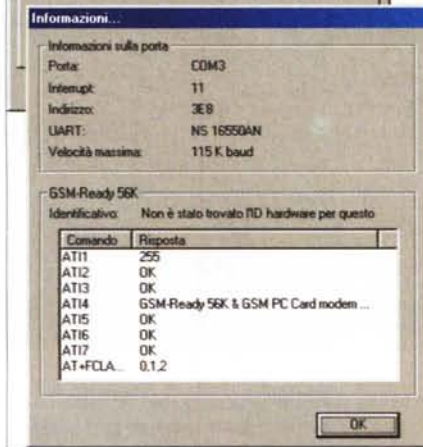 Informazioni...
Informazioni sulla porta
Porta: COM3
Interrupt: 11
Indirizzo: 3E8
UART: NS 16550AN
Velocità massima: 115 K baud
GSM-Ready 56K
Identificativo: Non è stato trovato l'ID hardware per questo
Comando Risposta
ATI1 255
ATI2 OK
ATI3 OK
ATI4 GSM-Ready 56K & GSM PC Card modem ...
ATI5 OK
ATI6 OK
ATI7 OK
AT+FCLA... 0,1,2
OK